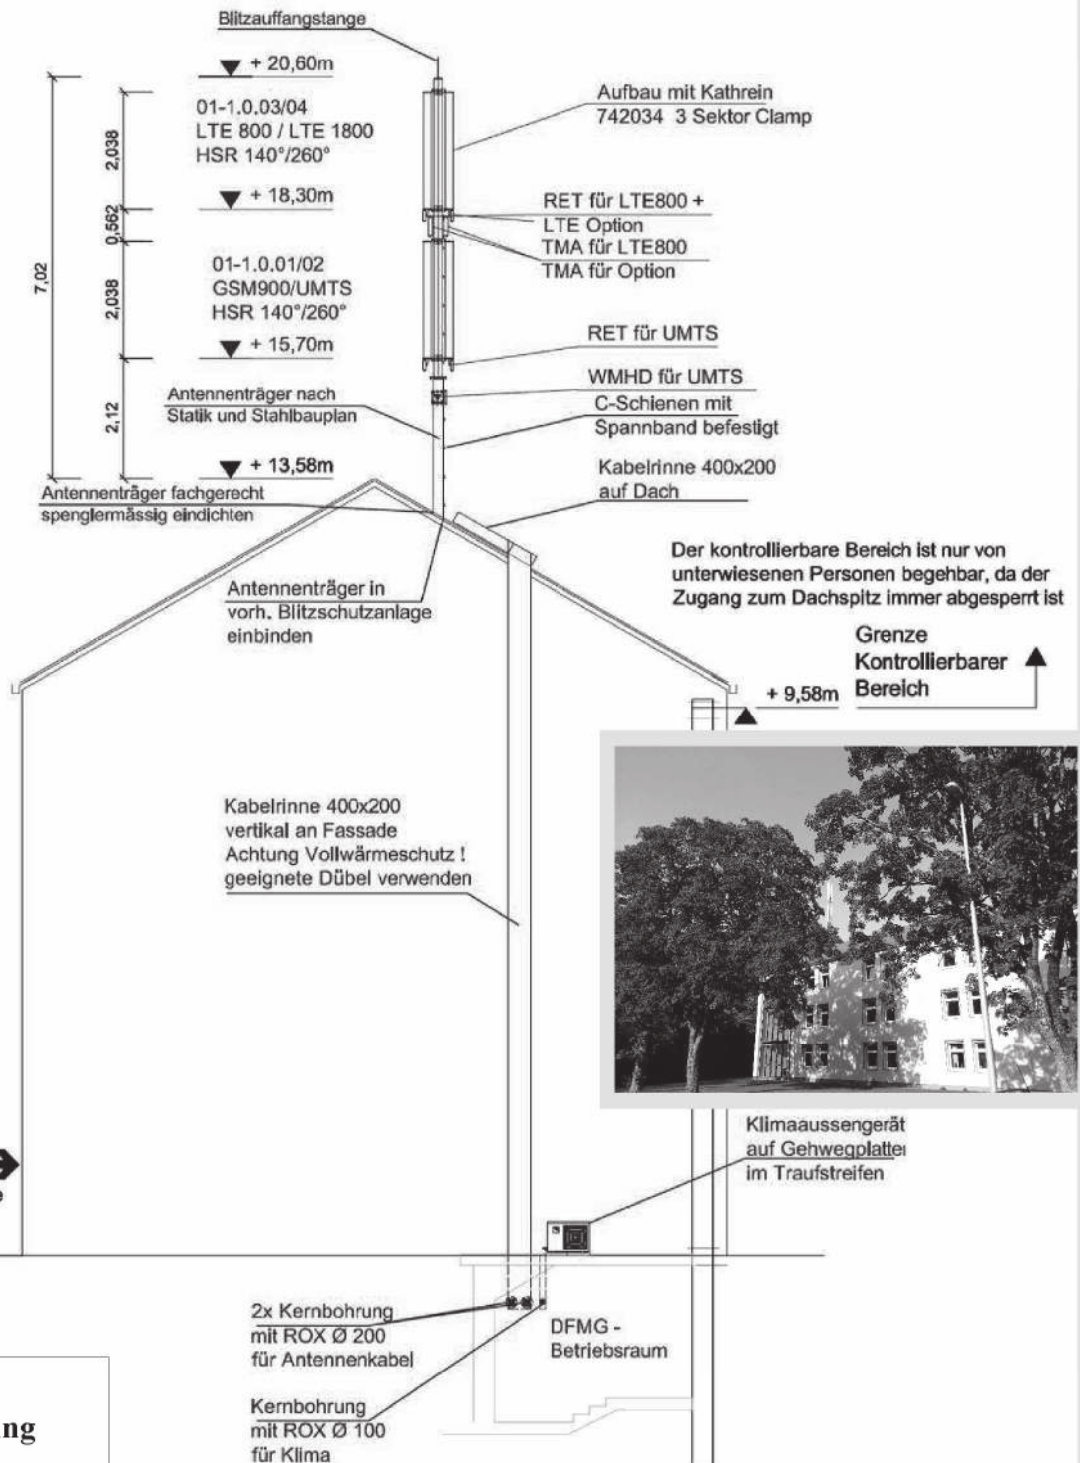 Blitzauffangstange
+ 20,60m
01-1.0.03/04
LTE 800 / LTE 1800
HSR 140°/260°
+ 18,30m
01-1.0.01/02
GSM900/UMTS
HSR 140°/260°
+ 15,70m
+ 13,58m
7,02
2,038
0,562
2,038
2,12
Aufbau mit Kathrein
742034 3 Sektor Clamp
RET für LTE800 +
LTE Option
TMA für LTE800
TMA für Option
RET für UMTS
WMHD für UMTS
C-Schienen mit
Spannband befestigt
Kabelrinne 400x200
auf Dach
Antennenträger nach
Statik und Stahlbauplan
Antennenträger fachgerecht
spenglermässig eindichten
Antennenträger in
vorh. Blitzschutzanlage
einbinden
Der kontrollierbare Bereich ist nur von
unterwiesenen Personen begehbar, da der
Zugang zum Dachspitz immer abgesperrt ist
Grenze
Kontrollierbarer
Bereich
+ 9,58m
Kabelrinne 400x200
vertikal an Fassade
Achtung Vollwärmeschutz !
geeignete Dübel verwenden
Klimaaussengerät
auf Gehwegplatte
im Traufstreifen
2x Kernbohrung
mit ROX Ø 200
für Antennenkabel
DFMG -
Betriebsraum
Kernbohrung
mit ROX Ø 100
für Klima
e
ng